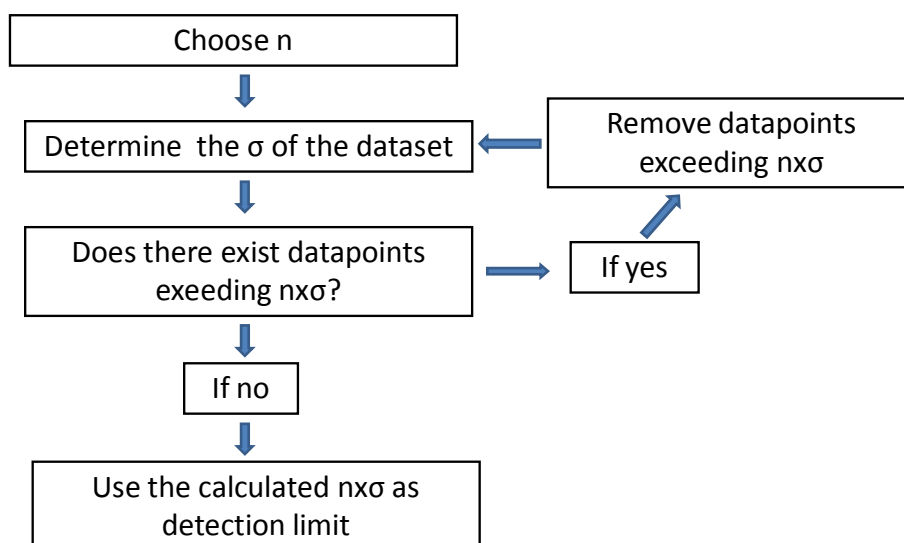 Choose n
Determine the σ of the dataset
Remove datapoints
exceeding nxσ
Does there exist datapoints
exeeding nxσ?
If yes
If no
Use the calculated nxσ as
detection limit